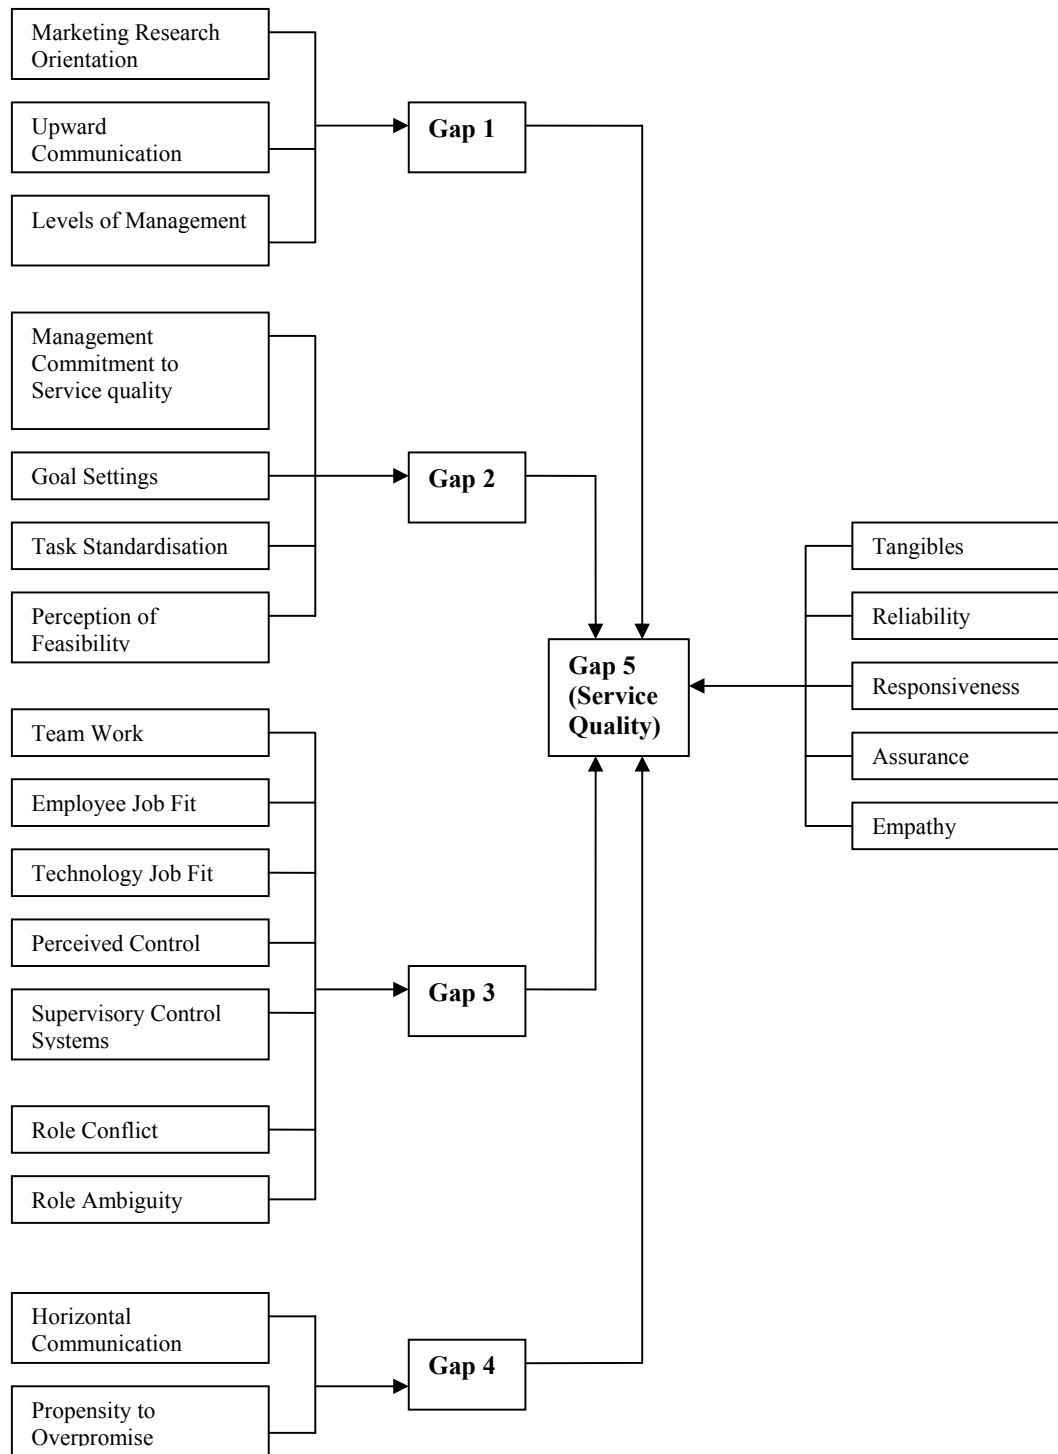 Marketing Research
Orientation
Upward
Communication
Levels of Management
Gap 1
Management
Commitment to
Service quality
Goal Settings
Task Standardisation
Perception of
Feasibility
Gap 2
Team Work
Employee Job Fit
Technology Job Fit
Perceived Control
Supervisory Control
Systems
Role Conflict
Role Ambiguity
Gap 3
Horizontal
Communication
Propensity to
Overpromise
Gap 4
Gap 5
(Service
Quality)
Tangibles
Reliability
Responsiveness
Assurance
Empathy